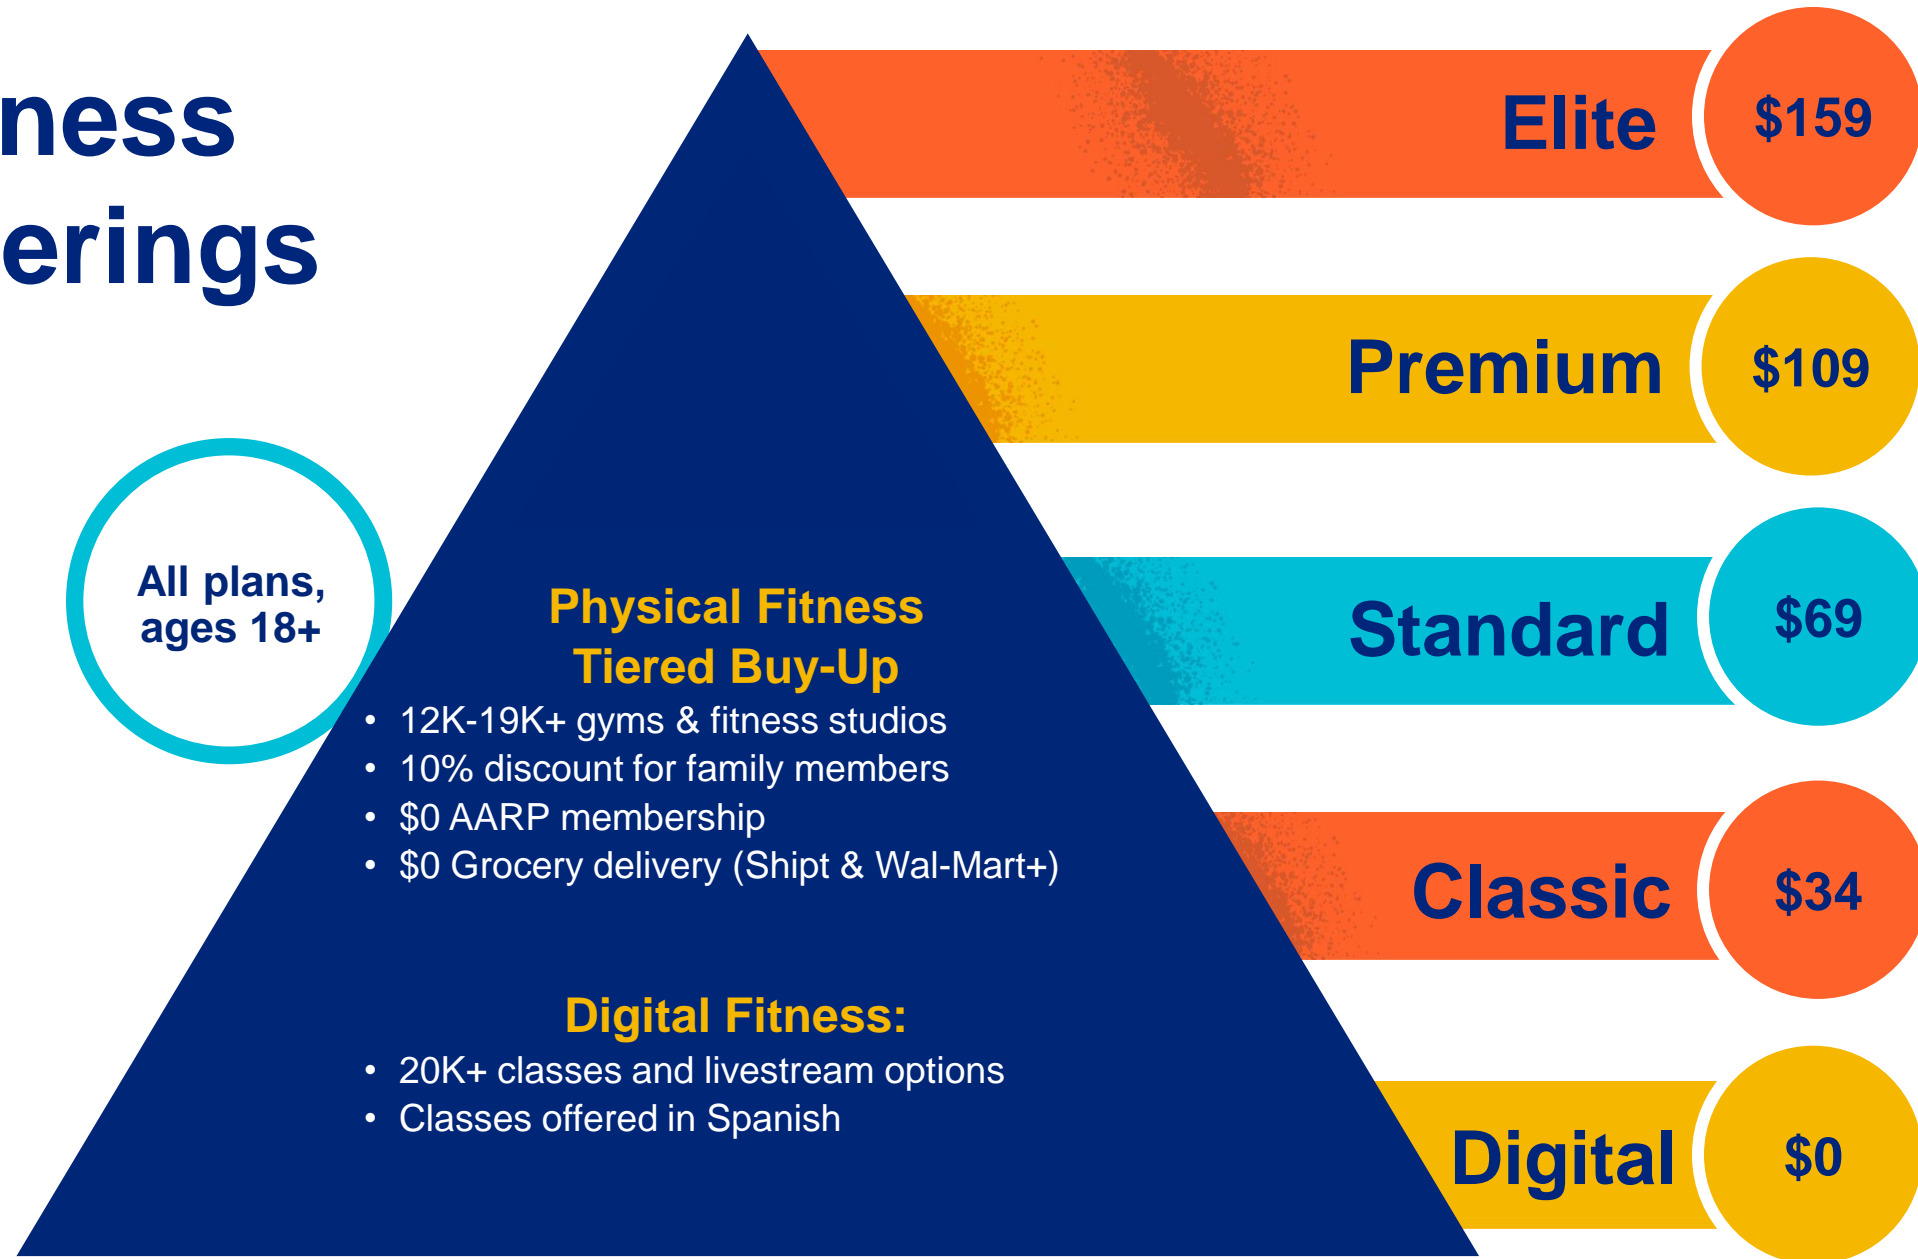 ness
erings
All plans,
ages 18+
Physical Fitness
Tiered Buy-Up
• 12K-19K+ gyms & fitness studios
• 10% discount for family members
• $0 AARP membership
• $0 Grocery delivery (Shipt & Wal-Mart+)
Digital Fitness:
• 20K+ classes and livestream options
• Classes offered in Spanish
Elite $159
Premium $109
Standard $69
Classic $34
Digital $0